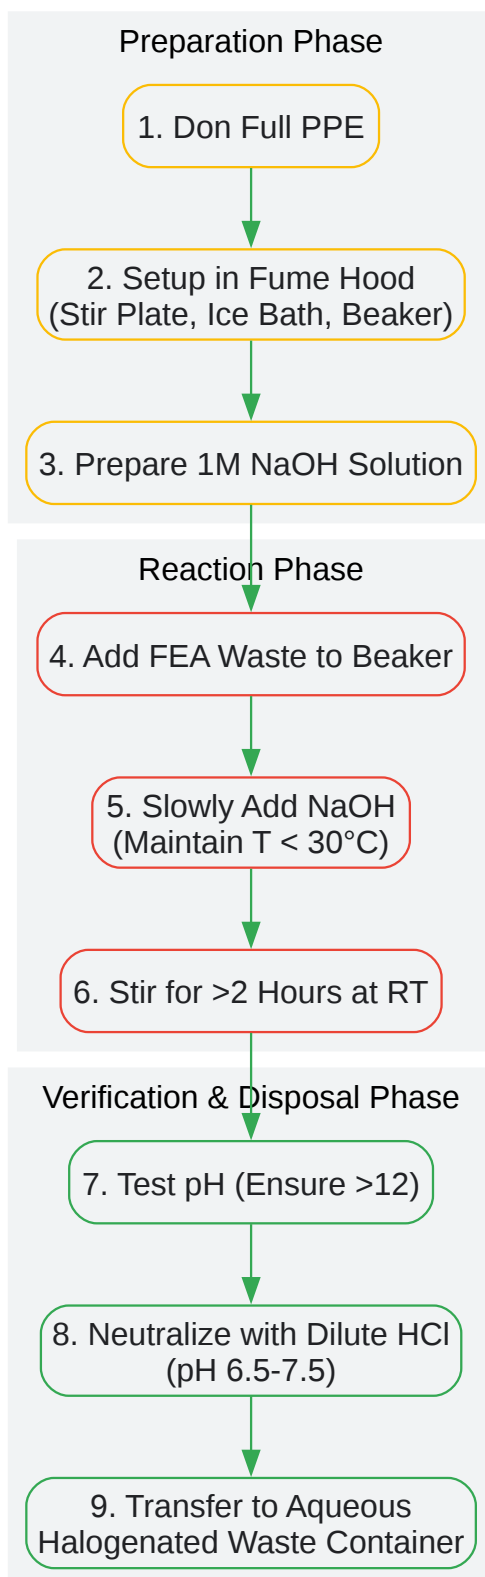 Preparation Phase
1. Don Full PPE
2. Setup in Fume Hood
(Stir Plate, Ice Bath, Beaker)
3. Prepare 1M NaOH Solution
Reaction Phase
4. Add FEA Waste to Beaker
5. Slowly Add NaOH
(Maintain T < 30°C)
6. Stir for >2 Hours at RT
Verification & Disposal Phase
7. Test pH (Ensure >12)
8. Neutralize with Dilute HCl
(pH 6.5-7.5)
9. Transfer to Aqueous
Halogenated Waste Container